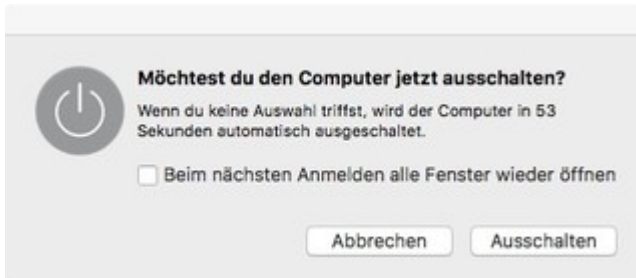 Möchtest du den Computer jetzt ausschalten?
Wenn du keine Auswahl triffst, wird der Computer in 53
Sekunden automatisch ausgeschaltet.
Beim nächsten Anmelden alle Fenster wieder öffnen
Abbrechen
Ausschalten